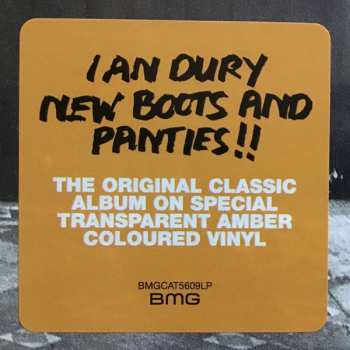 IAN DURY
NEW BOOTS AND
PANTIES!!
THE ORIGINAL CLASSIC
ALBUM ON SPECIAL
TRANSPARENT AMBER
COLOURED VINYL
BMGCAT5609LP
BMG